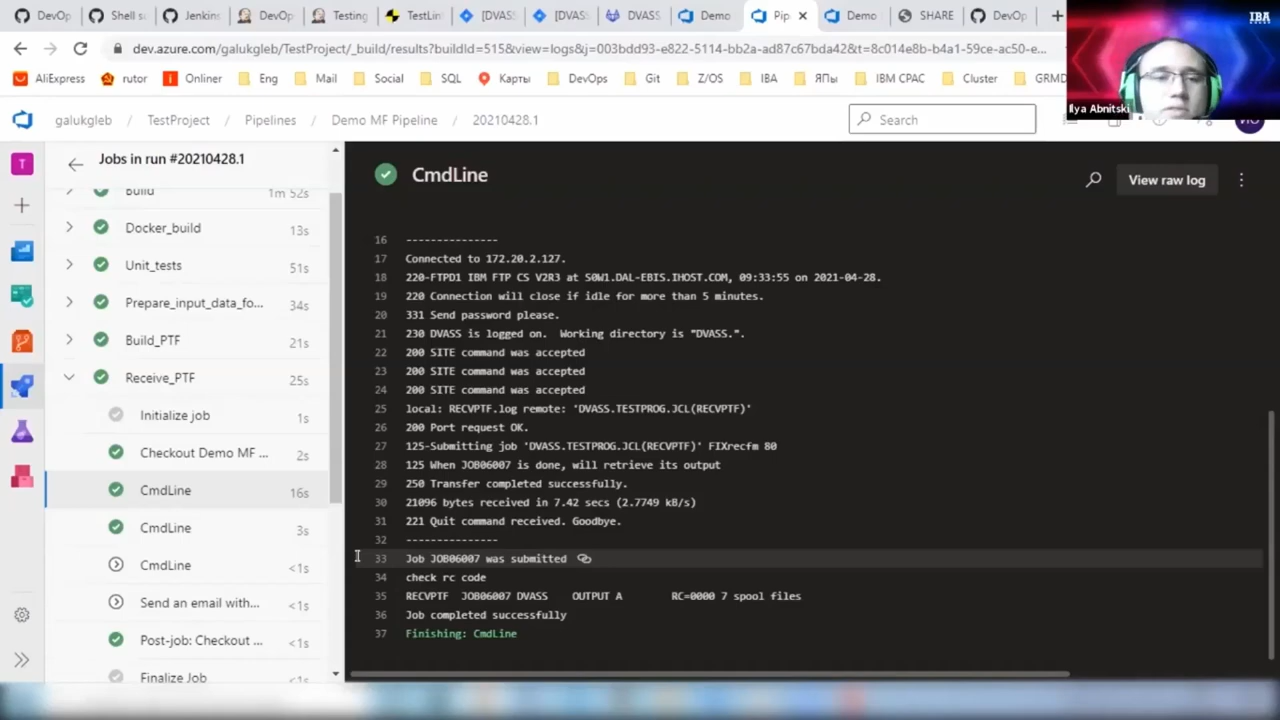 DevOp
Shell s
Jenkins
DevOp
Testing
TestLin
[DVASS
[DVASS
DVASS
Demo
Pip
Demo
SHARE
DevOp
IBA
dev.azure.com/galukgleb/TestProject/_build/results?buildId=515&view=logs&j=003bdd93-e822-5114-bb2a-ad87c67bda42&t=8c014e8b-b4a1-59ce-ac50-e...
AliExpress
rutor
Onliner
Eng
Mail
Social
SQL
Карты
DevOps
Git
Z/OS
IBA
ЯПы
IBM CPAC
Cluster
GRMD
Ilya Abnitski
galukgleb / TestProject / Pipelines / Demo MF Pipeline / 20210428.1
Search
T
Jobs in run #20210428.1
Build 1m 52s
Docker_build 13s
Unit_tests 51s
Prepare_input_data_fo... 34s
Build_PTF 21s
Receive_PTF 25s
Initialize job 1s
Checkout Demo MF ... 2s
CmdLine 16s
CmdLine 3s
CmdLine <1s
Send an email with... <1s
Post-job: Checkout ... <1s
Finalize Job <1s
CmdLine
View raw log
16 ---------------
17 Connected to 172.20.2.127.
18 220-FTPD1 IBM FTP CS V2R3 at S0W1.DAL-EBIS.IHOST.COM, 09:33:55 on 2021-04-28.
19 220 Connection will close if idle for more than 5 minutes.
20 331 Send password please.
21 230 DVASS is logged on.  Working directory is "DVASS.".
22 200 SITE command was accepted
23 200 SITE command was accepted
24 200 SITE command was accepted
25 local: RECVPTF.log remote: 'DVASS.TESTPROG.JCL(RECVPTF)'
26 200 Port request OK.
27 125-Submitting job 'DVASS.TESTPROG.JCL(RECVPTF)' FIXrecfm 80
28 125 When JOB06007 is done, will retrieve its output
29 250 Transfer completed successfully.
30 21096 bytes received in 7.42 secs (2.7749 kB/s)
31 221 Quit command received. Goodbye.
32 ---------------
33 Job JOB06007 was submitted
34 check rc code
35 RECVPTF  JOB06007 DVASS    OUTPUT A      RC=0000 7 spool files
36 Job completed successfully
37 Finishing: CmdLine